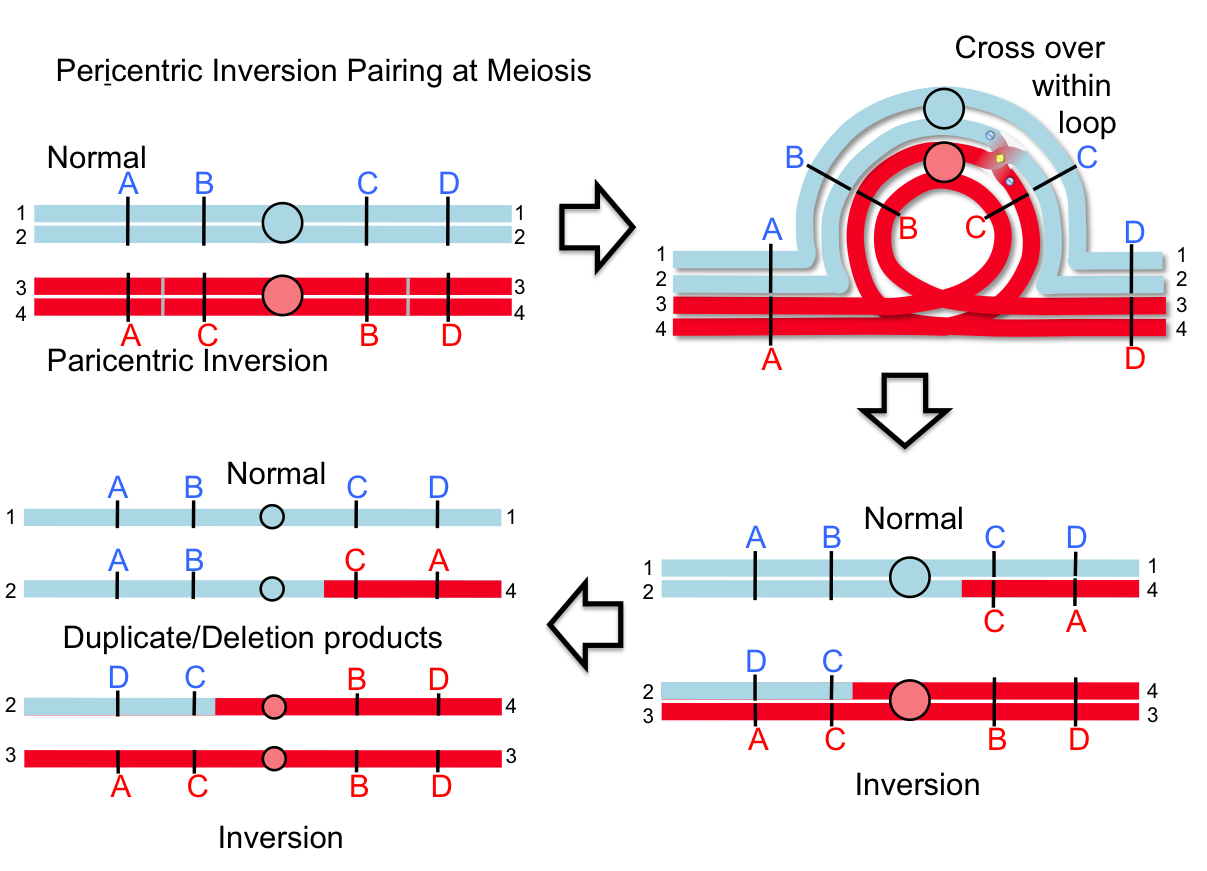 Pericentric Inversion Pairing at Meiosis
Normal
A B C D
1 1
2 2
3 3
4 4
A C B D
Paricentric Inversion
Cross over
within
loop
B C
B C
A D
1 1
2 2
3 3
4 4
A D
Normal
A B C D
1 1
2 4
C A
D C
2 4
3 3
A C B D
Inversion
Normal
A B C D
1 1
A B C A
2 4
Duplicate/Deletion products
D C B D
2 4
3 3
A C B D
Inversion